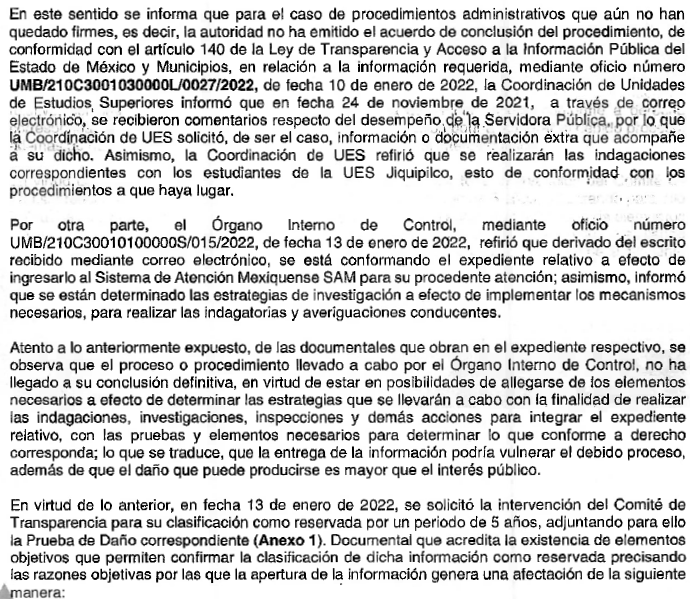 En este sentido se informa que para el caso de procedimientos administrativos que aún no han
quedado firmes, es decir, la autoridad no ha emitido el acuerdo de conclusión del procedimiento, de
conformidad con el artículo 140 de la Ley de Transparencia y Acceso a la Información Pública del
Estado de México y Municipios, en relación a la información requerida, mediante oficio número
UMB/210C3001030000L/0027/2022, de fecha 10 de enero de 2022, la Coordinación de Unidades
de Estudios Superiores informó que en fecha 24 de noviembre de 2021, a través de correo
electrónico, se recibieron comentarios respecto del desempeño de la Servidora Pública, por lo que
la Coordinación de UES solicitó, de ser el caso, información o documentación extra que acompañe
a su dicho. Asimismo, la Coordinación de UES refirió que se realizarán las indagaciones
correspondientes con los estudiantes de la UES Jiquipilco, esto de conformidad con los
procedimientos a que haya lugar.
Por otra parte, el Órgano Interno de Control, mediante oficio número
UMB/210C30010100000S/015/2022, de fecha 13 de enero de 2022, refirió que derivado del escrito
recibido mediante correo electrónico, se está conformando el expediente relativo a efecto de
ingresarlo al Sistema de Atención Mexiquense SAM para su procedente atención; asimismo, informó
que se están determinado las estrategias de investigación a efecto de implementar los mecanismos
necesarios, para realizar las indagatorias y averiguaciones conducentes.
Atento a lo anteriormente expuesto, de las documentales que obran en el expediente respectivo, se
observa que el proceso o procedimiento llevado a cabo por el Órgano Interno de Control, no ha
llegado a su conclusión definitiva, en virtud de estar en posibilidades de allegarse de los elementos
necesarios a efecto de determinar las estrategias que se llevarán a cabo con la finalidad de realizar
las indagaciones, investigaciones, inspecciones y demás acciones para integrar el expediente
relativo, con las pruebas y elementos necesarios para determinar lo que conforme a derecho
corresponda; lo que se traduce, que la entrega de la información podría vulnerar el debido proceso,
además de que el daño que puede producirse es mayor que el interés público.
En virtud de lo anterior, en fecha 13 de enero de 2022, se solicitó la intervención del Comité de
Transparencia para su clasificación como reservada por un periodo de 5 años, adjuntando para ello
la Prueba de Daño correspondiente (Anexo 1). Documental que acredita la existencia de elementos
objetivos que permiten confirmar la clasificación de dicha información como reservada precisando
las razones objetivas por las que la apertura de la información genera una afectación de la siguiente
manera: